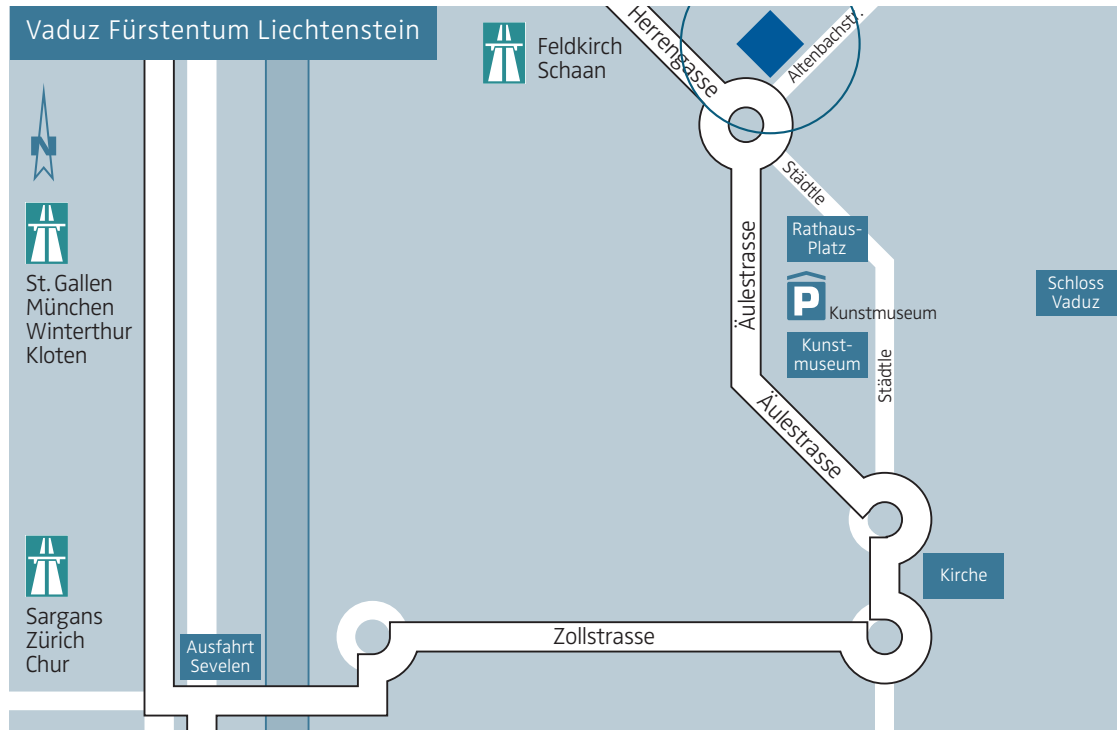 Vaduz Fürstentum Liechtenstein
Feldkirch
Schaan
Herrengasse
Altenbachstr.
N
St. Gallen
München
Winterthur
Kloten
Städtle
Rathaus-
Platz
Äulestrasse
P
Kunstmuseum
Kunst-
museum
Städtle
Schloss
Vaduz
Äulestrasse
Kirche
Sargans
Zürich
Chur
Ausfahrt
Sevelen
Zollstrasse